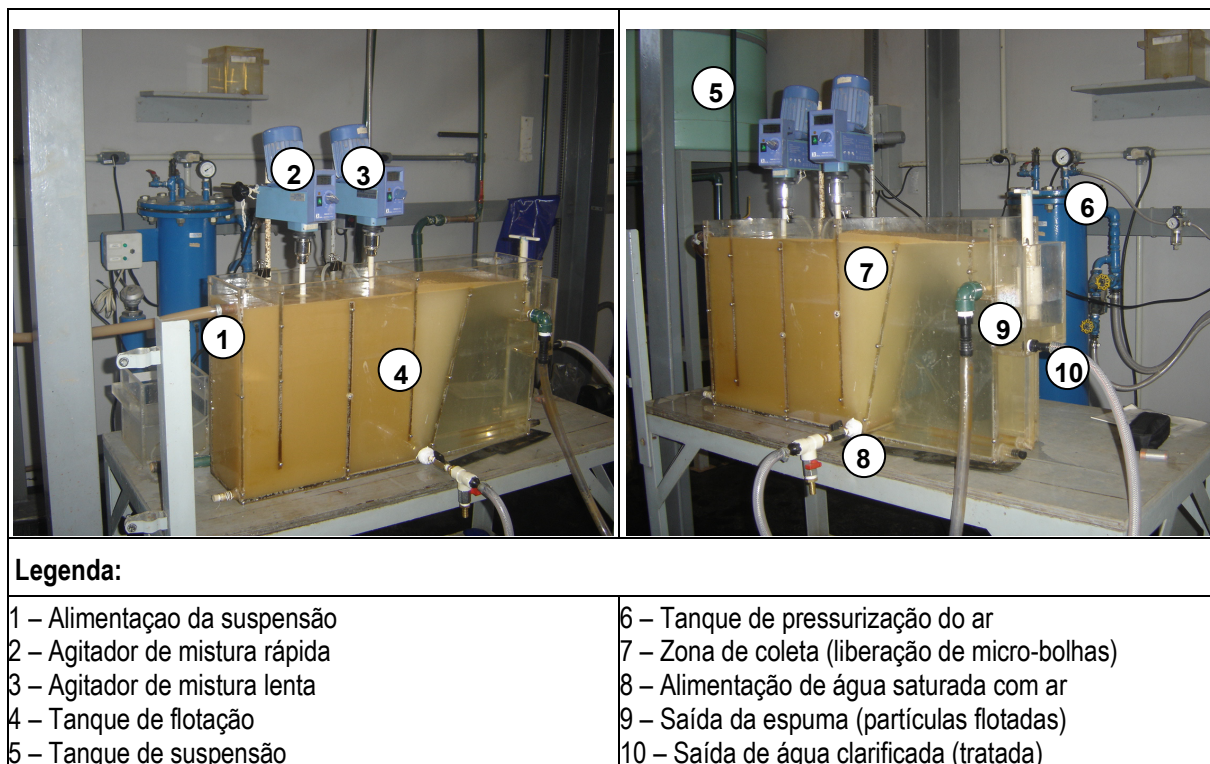 2
3
1
4
5
6
7
9
10
8
Legenda:
1 – Alimentaçao da suspensão
2 – Agitador de mistura rápida
3 – Agitador de mistura lenta
4 – Tanque de flotação
5 – Tanque de suspensão
6 – Tanque de pressurização do ar
7 – Zona de coleta (liberação de micro-bolhas)
8 – Alimentação de água saturada com ar
9 – Saída da espuma (partículas flotadas)
10 – Saída de água clarificada (tratada)